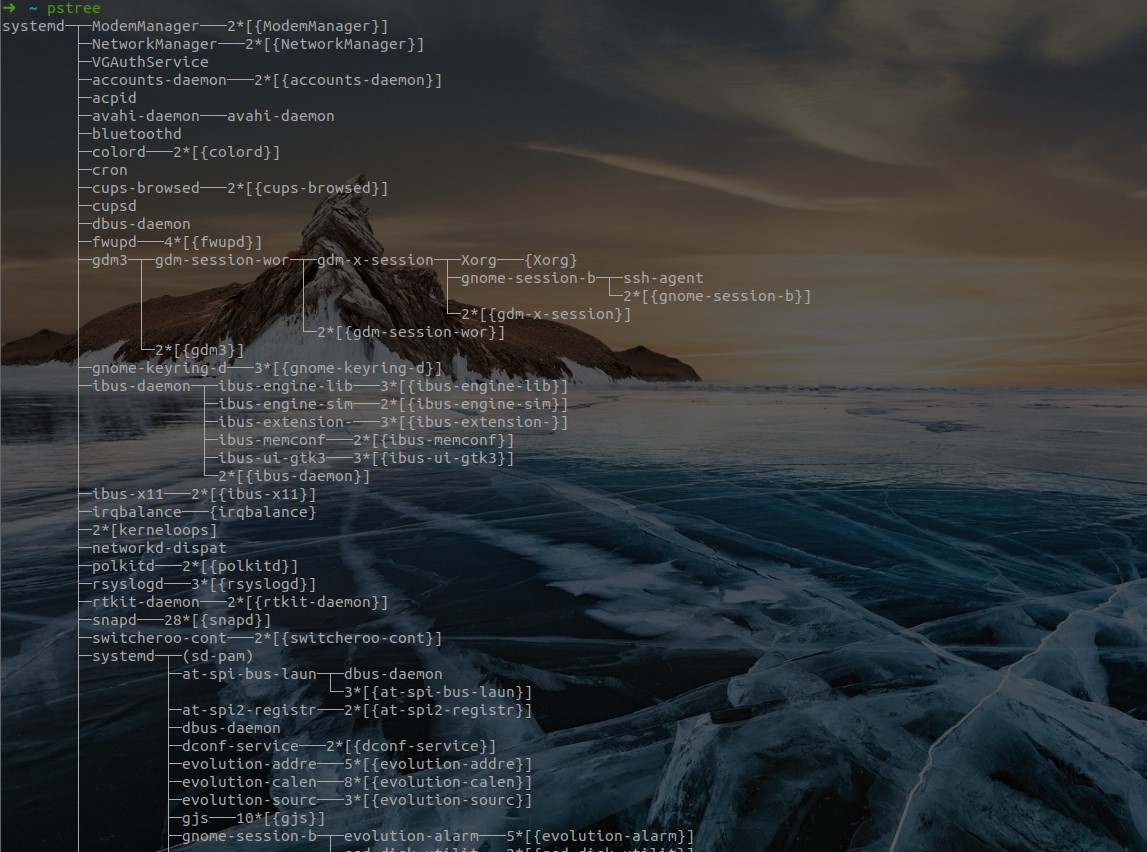 ➜ ~ pstree
systemd─┬─ModemManager───2*[{ModemManager}]
        ├─NetworkManager───2*[{NetworkManager}]
        ├─VGAuthService
        ├─accounts-daemon───2*[{accounts-daemon}]
        ├─acpid
        ├─avahi-daemon───avahi-daemon
        ├─bluetoothd
        ├─colord───2*[{colord}]
        ├─cron
        ├─cups-browsed───2*[{cups-browsed}]
        ├─cupsd
        ├─dbus-daemon
        ├─fwupd───4*[{fwupd}]
        ├─gdm3─┬─gdm-session-wor─┬─gdm-x-session─┬─Xorg───{Xorg}
        │      │                 │               ├─gnome-session-b─┬─ssh-agent
        │      │                 │               │                 └─2*[{gnome-session-b}]
        │      │                 │               └─2*[{gdm-x-session}]
        │      │                 └─2*[{gdm-session-wor}]
        │      └─2*[{gdm3}]
        ├─gnome-keyring-d───3*[{gnome-keyring-d}]
        ├─ibus-daemon─┬─ibus-engine-lib───3*[{ibus-engine-lib}]
        │             ├─ibus-engine-sim───2*[{ibus-engine-sim}]
        │             ├─ibus-extension-───3*[{ibus-extension-}]
        │             ├─ibus-memconf───2*[{ibus-memconf}]
        │             ├─ibus-ui-gtk3───3*[{ibus-ui-gtk3}]
        │             └─2*[{ibus-daemon}]
        ├─ibus-x11───2*[{ibus-x11}]
        ├─irqbalance───{irqbalance}
        ├─2*[kerneloops]
        ├─networkd-dispat
        ├─polkitd───2*[{polkitd}]
        ├─rsyslogd───3*[{rsyslogd}]
        ├─rtkit-daemon───2*[{rtkit-daemon}]
        ├─snapd───28*[{snapd}]
        ├─switcheroo-cont───2*[{switcheroo-cont}]
        ├─systemd─┬─(sd-pam)
        │         ├─at-spi-bus-laun─┬─dbus-daemon
        │         │                 └─3*[{at-spi-bus-laun}]
        │         ├─at-spi2-registr───2*[{at-spi2-registr}]
        │         ├─dbus-daemon
        │         ├─dconf-service───2*[{dconf-service}]
        │         ├─evolution-addre───5*[{evolution-addre}]
        │         ├─evolution-calen───8*[{evolution-calen}]
        │         ├─evolution-sourc───3*[{evolution-sourc}]
        │         ├─gjs───10*[{gjs}]
        │         ├─gnome-session-b─┬─evolution-alarm───5*[{evolution-alarm}]